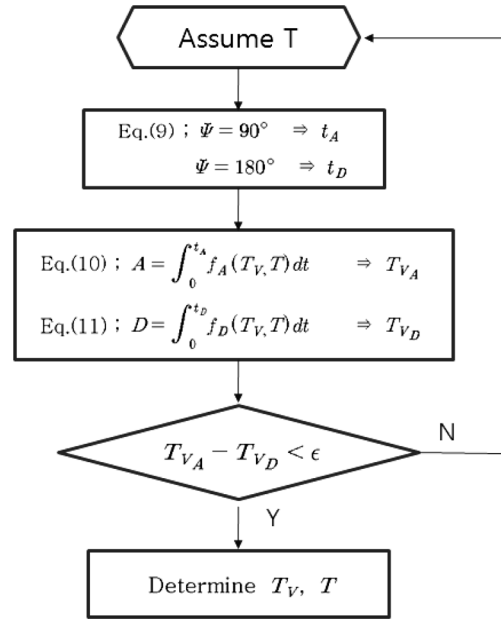 Assume T
Eq.(9) ; Ψ = 90° ⇒ t_A
Ψ = 180° ⇒ t_D
Eq.(10) ; A = ∫_0^{t_A} f_A (T_V, T) dt ⇒ T_{V_A}
Eq.(11) ; D = ∫_0^{t_D} f_D (T_V, T) dt ⇒ T_{V_D}
T_{V_A} − T_{V_D} < ϵ
N
Y
Determine T_V, T